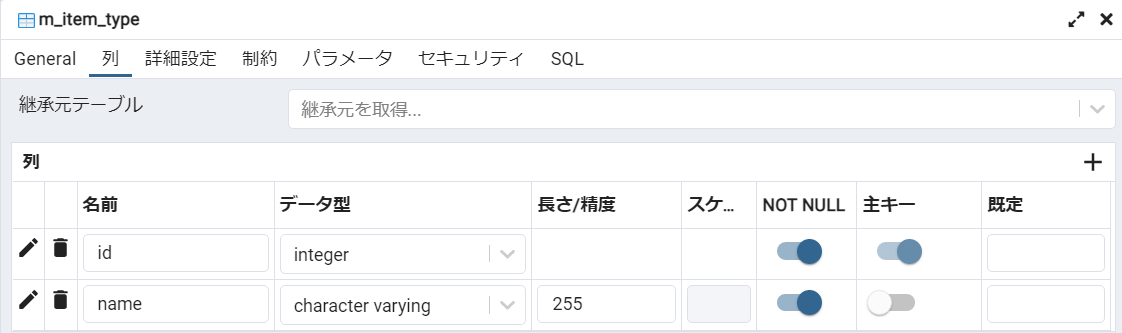 m_item_type
General 列 詳細設定 制約 パラメータ セキュリティ SQL
継承元テーブル 継承元を取得...
列
名前 データ型 長さ/精度 スケ... NOT NULL 主キー 既定
id integer
name character varying 255